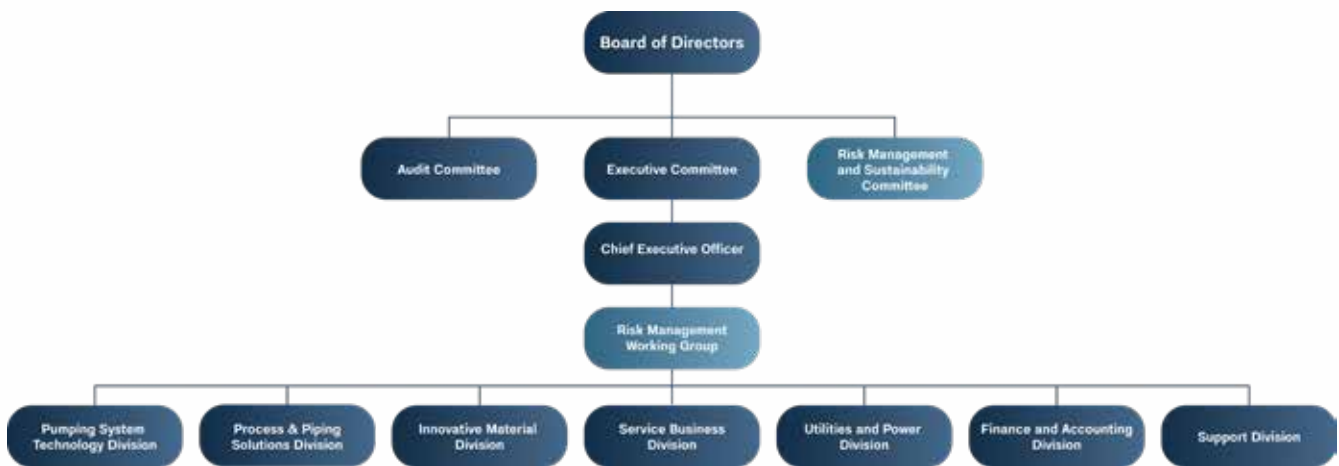 Board of Directors
Audit Committee
Executive Committee
Risk Management
and Sustainability
Committee
Chief Executive Officer
Risk Management
Working Group
Pumping System
Technology Division
Process & Piping
Solutions Division
Innovative Material
Division
Service Business
Division
Utilities and Power
Division
Finance and Accounting
Division
Support Division